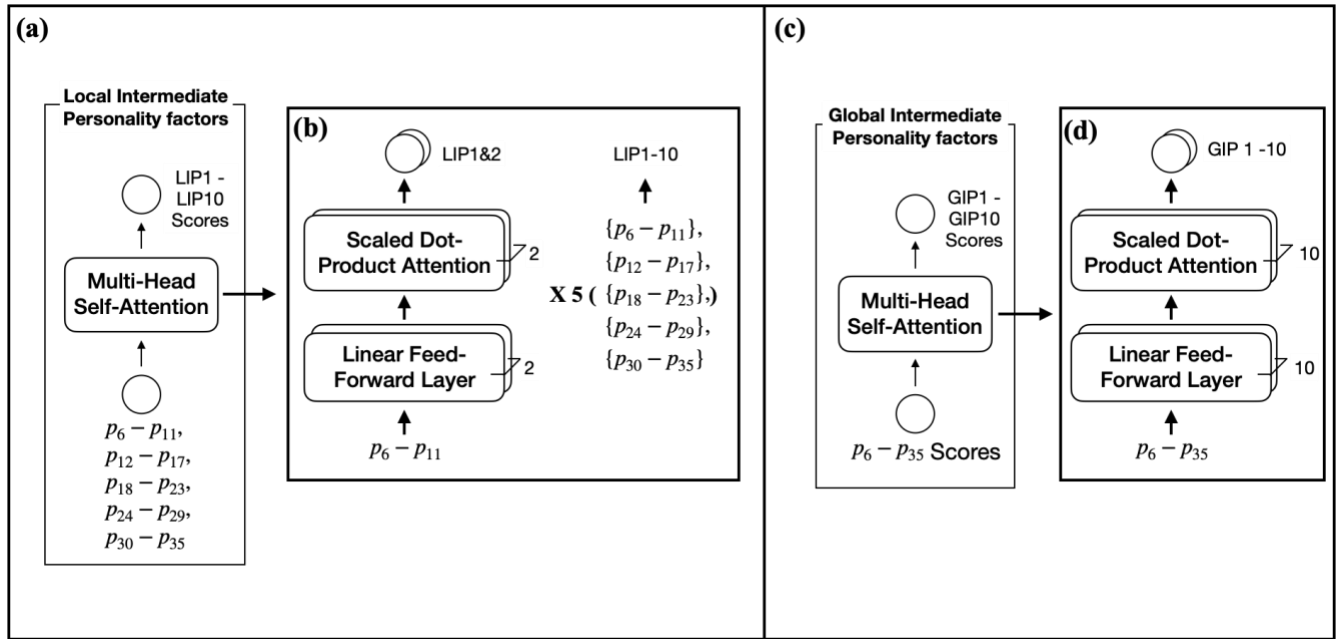 (a)
Local Intermediate
Personality factors
LIP1 -
LIP10
Scores
Multi-Head
Self-Attention
p6 – p11,
p12 – p17,
p18 – p23,
p24 – p29,
p30 – p35
(b)
LIP1&2
Scaled Dot-
Product Attention
2
Linear Feed-
Forward Layer
2
p6 – p11
LIP1-10
{p6 – p11},
{p12 – p17},
X 5 ( {p18 – p23}, )
{p24 – p29},
{p30 – p35}
(c)
Global Intermediate
Personality factors
GIP1 -
GIP10
Scores
Multi-Head
Self-Attention
p6 – p35 Scores
(d)
GIP 1 -10
Scaled Dot-
Product Attention
10
Linear Feed-
Forward Layer
10
p6 – p35